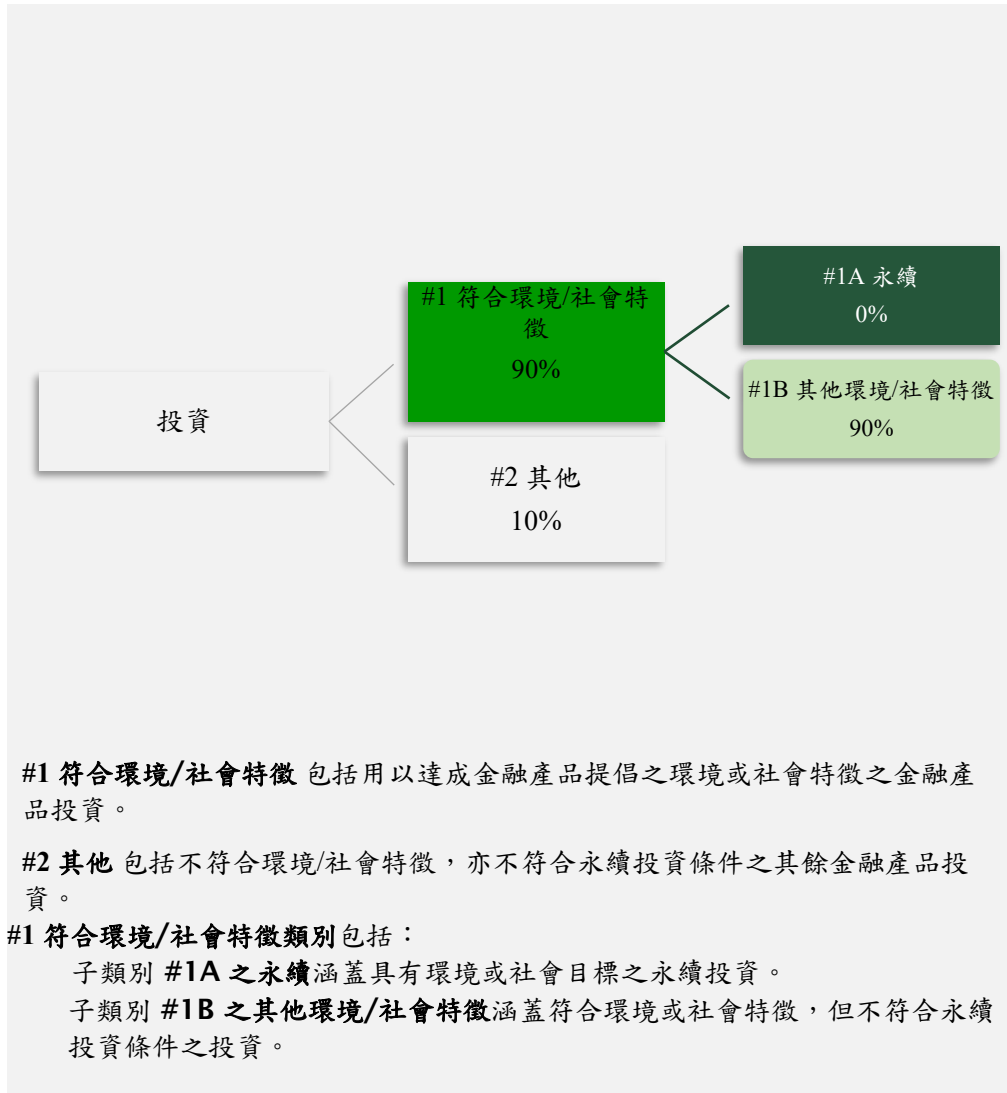 #1A 永續
0%
#1 符合環境/社會特
徵
90%
#1B 其他環境/社會特徵
90%
投資
#2 其他
10%
#1 符合環境/社會特徵 包括用以達成金融產品提倡之環境或社會特徵之金融產
品投資。
#2 其他 包括不符合環境/社會特徵，亦不符合永續投資條件之其餘金融產品投
資。
#1 符合環境/社會特徵類別包括：
子類別 #1A 之永續涵蓋具有環境或社會目標之永續投資。
子類別 #1B 之其他環境/社會特徵涵蓋符合環境或社會特徵，但不符合永續
投資條件之投資。